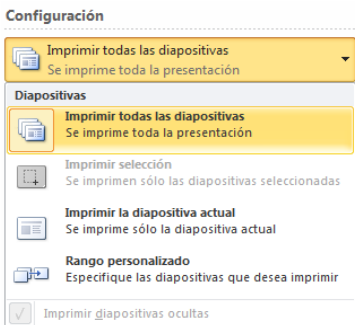 Configuración
Imprimir todas las diapositivas
Se imprime toda la presentación
Diapositivas
Imprimir todas las diapositivas
Se imprime toda la presentación
Imprimir selección
Se imprimen sólo las diapositivas seleccionadas
Imprimir la diapositiva actual
Se imprime sólo la diapositiva actual
Rango personalizado
Especifique las diapositivas que desea imprimir
Imprimir diapositivas ocultas